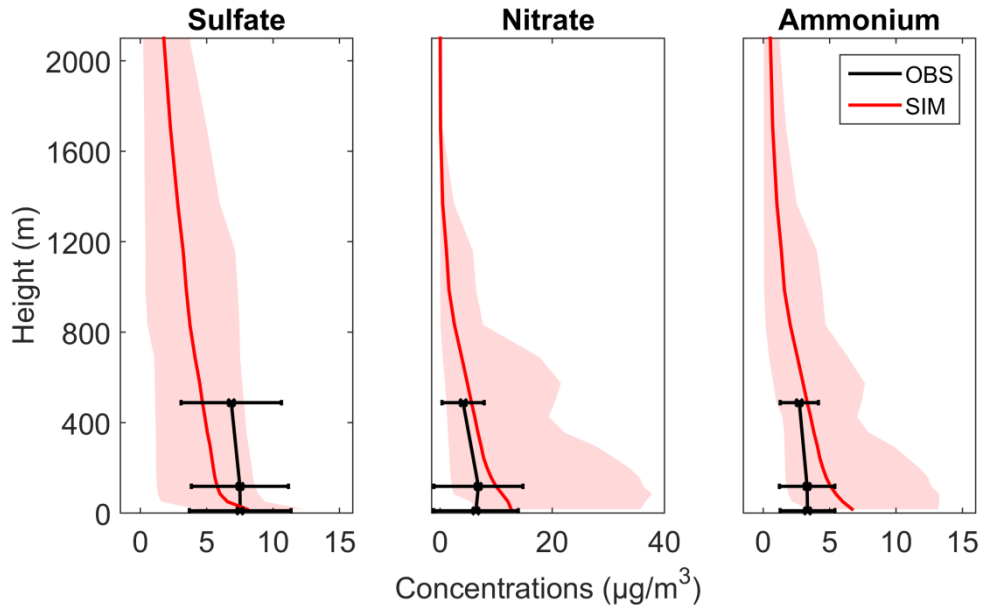 Sulfate Nitrate Ammonium
OBS
SIM
2000
1600
1200
800
400
0
Height (m)
0 5 10 15 0 20 40 0 5 10 15
Concentrations (µg/m³)